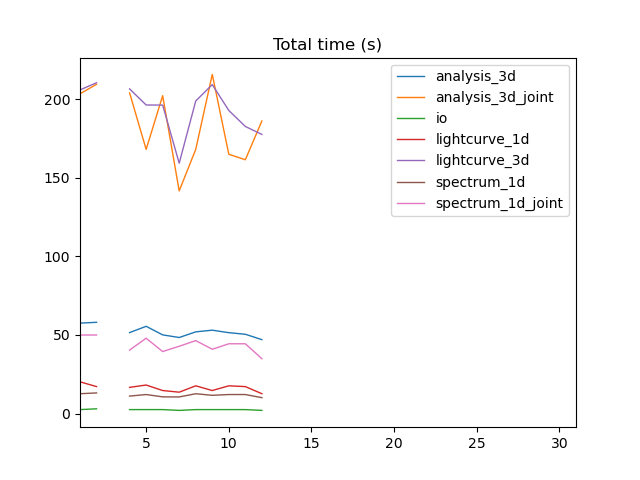 Total time (s)
analysis_3d
analysis_3d_joint
io
lightcurve_1d
lightcurve_3d
spectrum_1d
spectrum_1d_joint
200
150
100
50
0
5 10 15 20 25 30